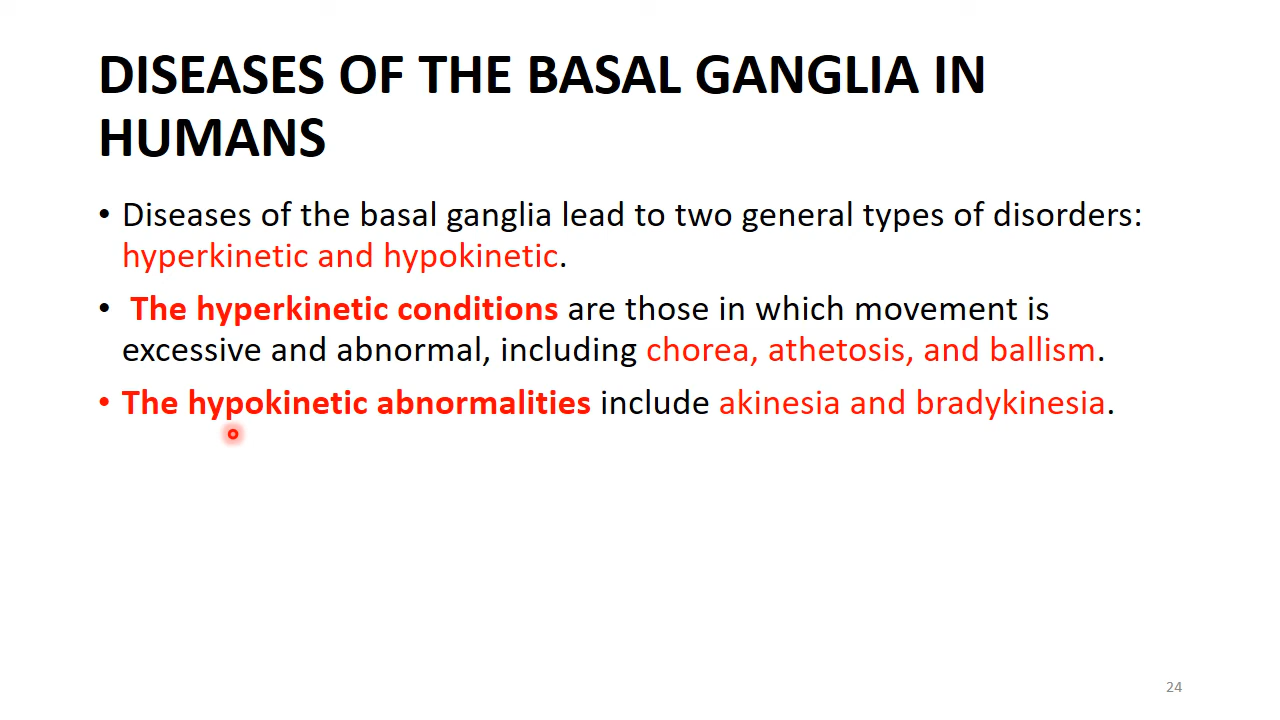 DISEASES OF THE BASAL GANGLIA IN
HUMANS
• Diseases of the basal ganglia lead to two general types of disorders:
hyperkinetic and hypokinetic.
• The hyperkinetic conditions are those in which movement is
excessive and abnormal, including chorea, athetosis, and ballism.
• The hypokinetic abnormalities include akinesia and bradykinesia.
24